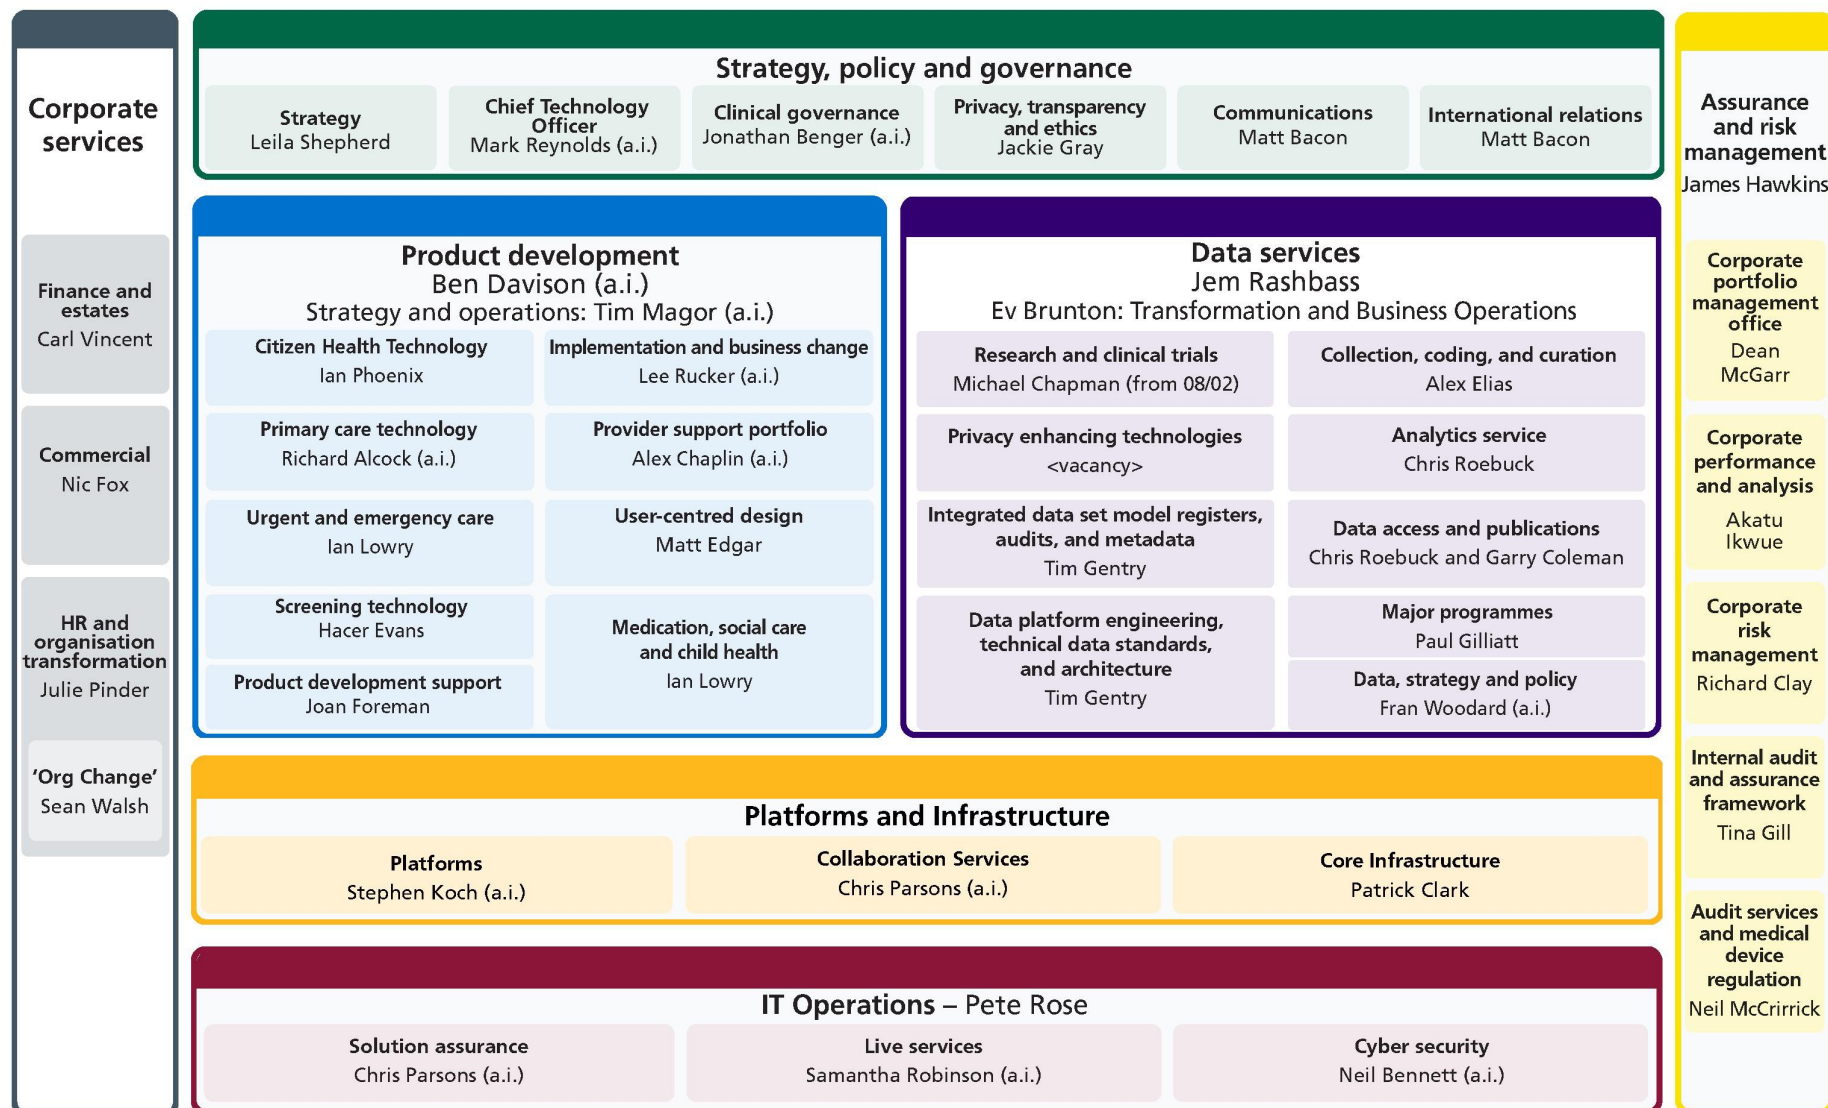 Corporate
services
Finance and
estates
Carl Vincent
Commercial
Nic Fox
HR and
organisation
transformation
Julie Pinder
'Org Change'
Sean Walsh
Strategy, policy and governance
Strategy
Leila Shepherd
Chief Technology
Officer
Mark Reynolds (a.i.)
Clinical governance
Jonathan Benger (a.i.)
Privacy, transparency
and ethics
Jackie Gray
Communications
Matt Bacon
International relations
Matt Bacon
Product development
Ben Davison (a.i.)
Strategy and operations: Tim Magor (a.i.)
Citizen Health Technology
Ian Phoenix
Implementation and business change
Lee Rucker (a.i.)
Primary care technology
Richard Alcock (a.i.)
Provider support portfolio
Alex Chaplin (a.i.)
Urgent and emergency care
Ian Lowry
User-centred design
Matt Edgar
Screening technology
Hacer Evans
Medication, social care
and child health
Ian Lowry
Product development support
Joan Foreman
Data services
Jem Rashbass
Ev Brunton: Transformation and Business Operations
Research and clinical trials
Michael Chapman (from 08/02)
Collection, coding, and curation
Alex Elias
Privacy enhancing technologies
<vacancy>
Analytics service
Chris Roebuck
Integrated data set model registers,
audits, and metadata
Tim Gentry
Data access and publications
Chris Roebuck and Garry Coleman
Data platform engineering,
technical data standards,
and architecture
Tim Gentry
Major programmes
Paul Gilliatt
Data, strategy and policy
Fran Woodard (a.i.)
Platforms and Infrastructure
Platforms
Stephen Koch (a.i.)
Collaboration Services
Chris Parsons (a.i.)
Core Infrastructure
Patrick Clark
IT Operations – Pete Rose
Solution assurance
Chris Parsons (a.i.)
Live services
Samantha Robinson (a.i.)
Cyber security
Neil Bennett (a.i.)
Assurance
and risk
management
James Hawkins
Corporate
portfolio
management
office
Dean
McGarr
Corporate
performance
and analysis
Akatu
Ikwue
Corporate
risk
management
Richard Clay
Internal audit
and assurance
framework
Tina Gill
Audit services
and medical
device
regulation
Neil McCrirrick